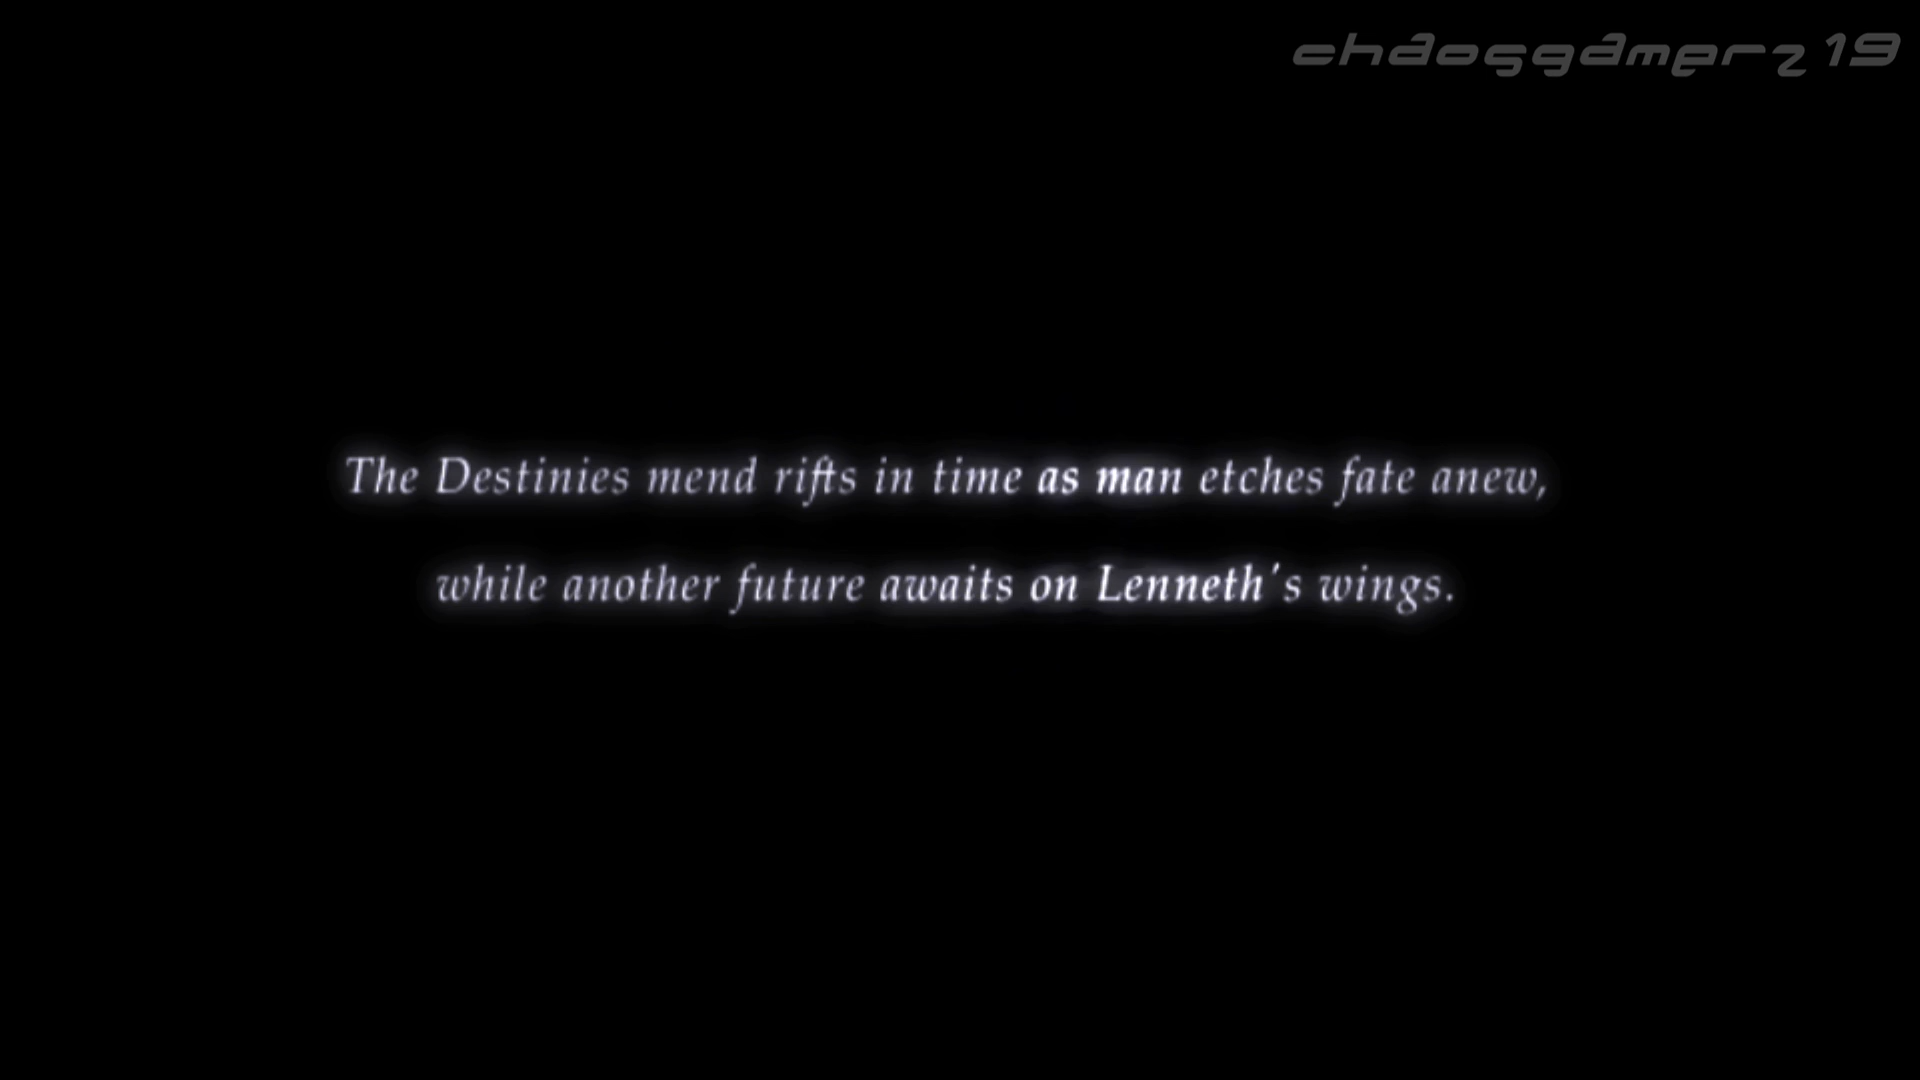 chaosgamerz19
The Destinies mend rifts in time as man etches fate anew,
while another future awaits on Lenneth's wings.